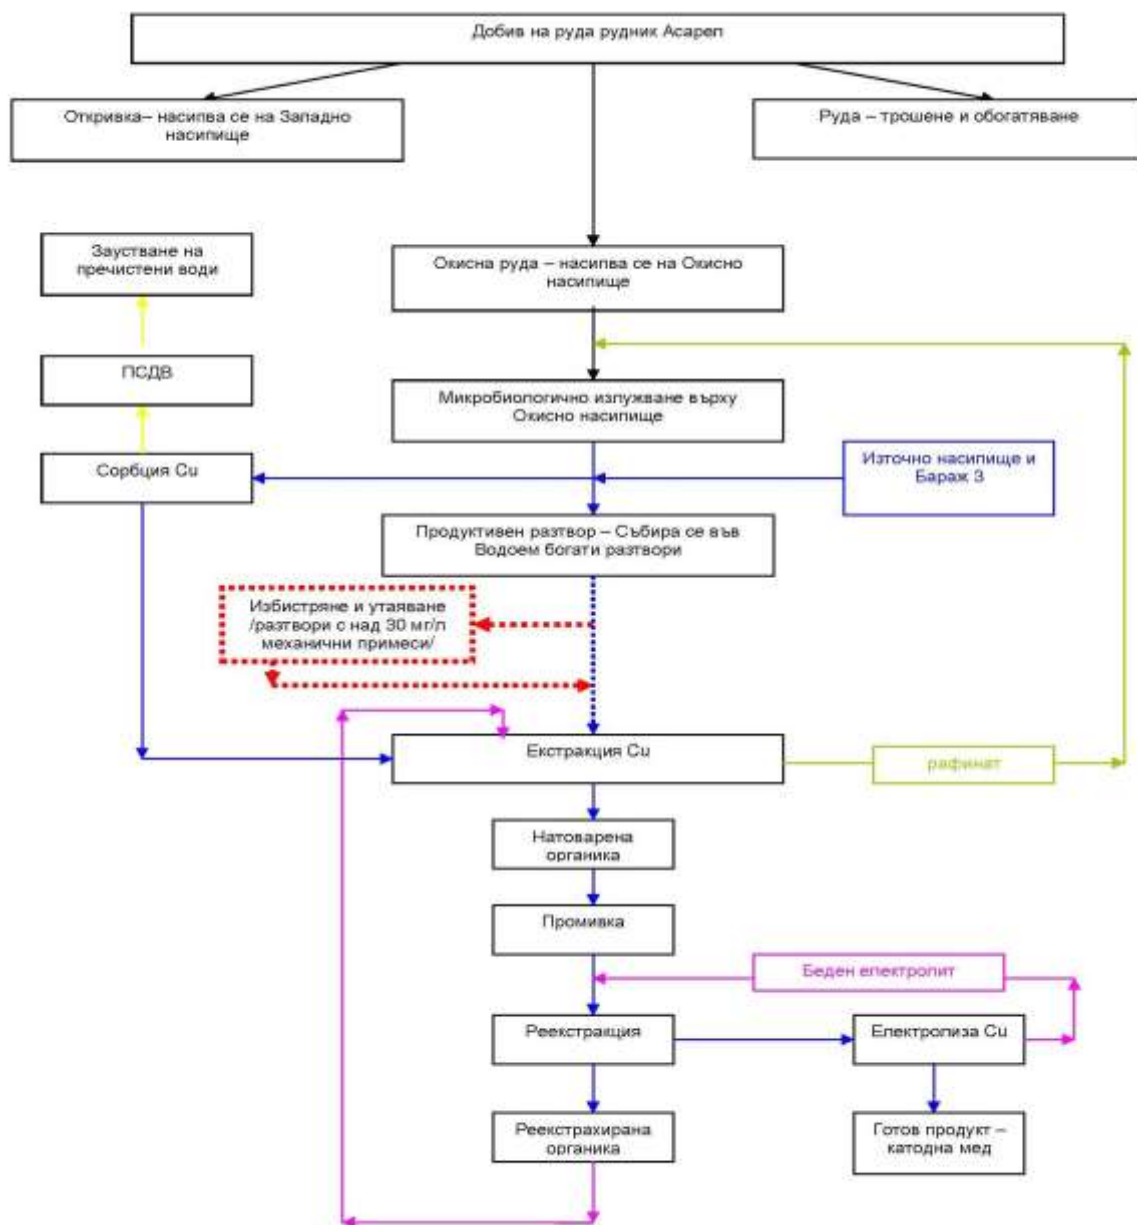 Добив на руда рудник Асарел
Откривка– насипва се на Западно
насипище
Руда – трошене и обогатяване
Заустване на
пречистени води
Окисна руда – насипва се на Окисно
насипище
ПСДВ
Микробиологично излужване върху
Окисно насипище
Сорбция Cu
Източно насипище и
Бараж 3
Продуктивен разтвор – Събира се във
Водоем богати разтвори
Избистряне и утаяване
/разтвори с над 30 мг/л
механични примеси/
Екстракция Cu
рафинат
Натоварена
органика
Промивка
Беден електролит
Реекстракция
Електролиза Cu
Реекстрахирана
органика
Готов продукт –
катодна мед